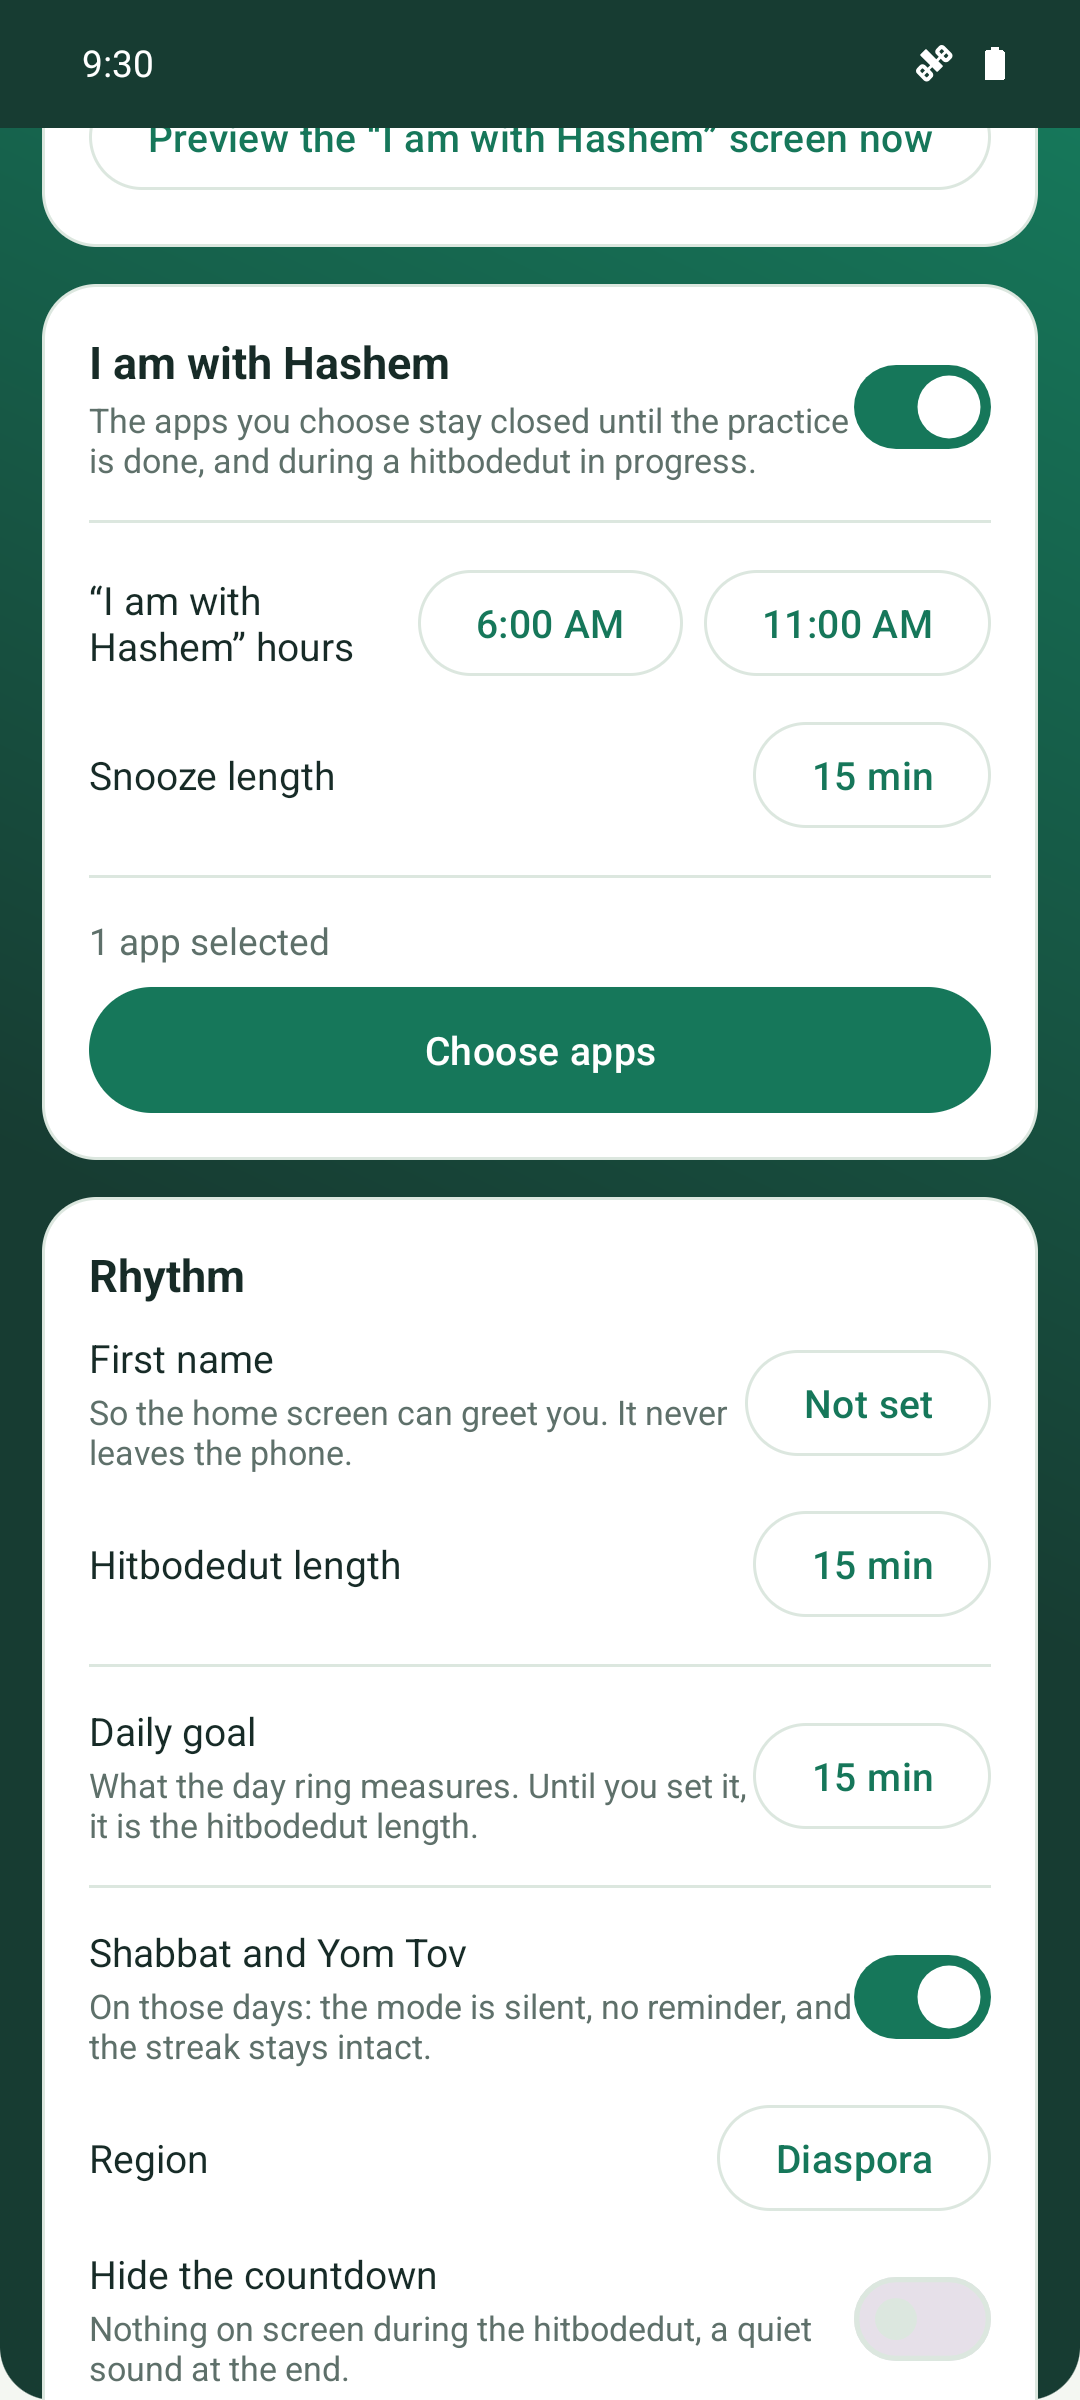 9:30
Preview the “I am with Hashem” screen now
I am with Hashem
The apps you choose stay closed until the practice
is done, and during a hitbodedut in progress.
“I am with
Hashem” hours
6:00 AM
11:00 AM
Snooze length
15 min
1 app selected
Choose apps
Rhythm
First name
So the home screen can greet you. It never
leaves the phone.
Not set
Hitbodedut length
15 min
Daily goal
What the day ring measures. Until you set it,
it is the hitbodedut length.
15 min
Shabbat and Yom Tov
On those days: the mode is silent, no reminder, and
the streak stays intact.
Region
Diaspora
Hide the countdown
Nothing on screen during the hitbodedut, a quiet
sound at the end.